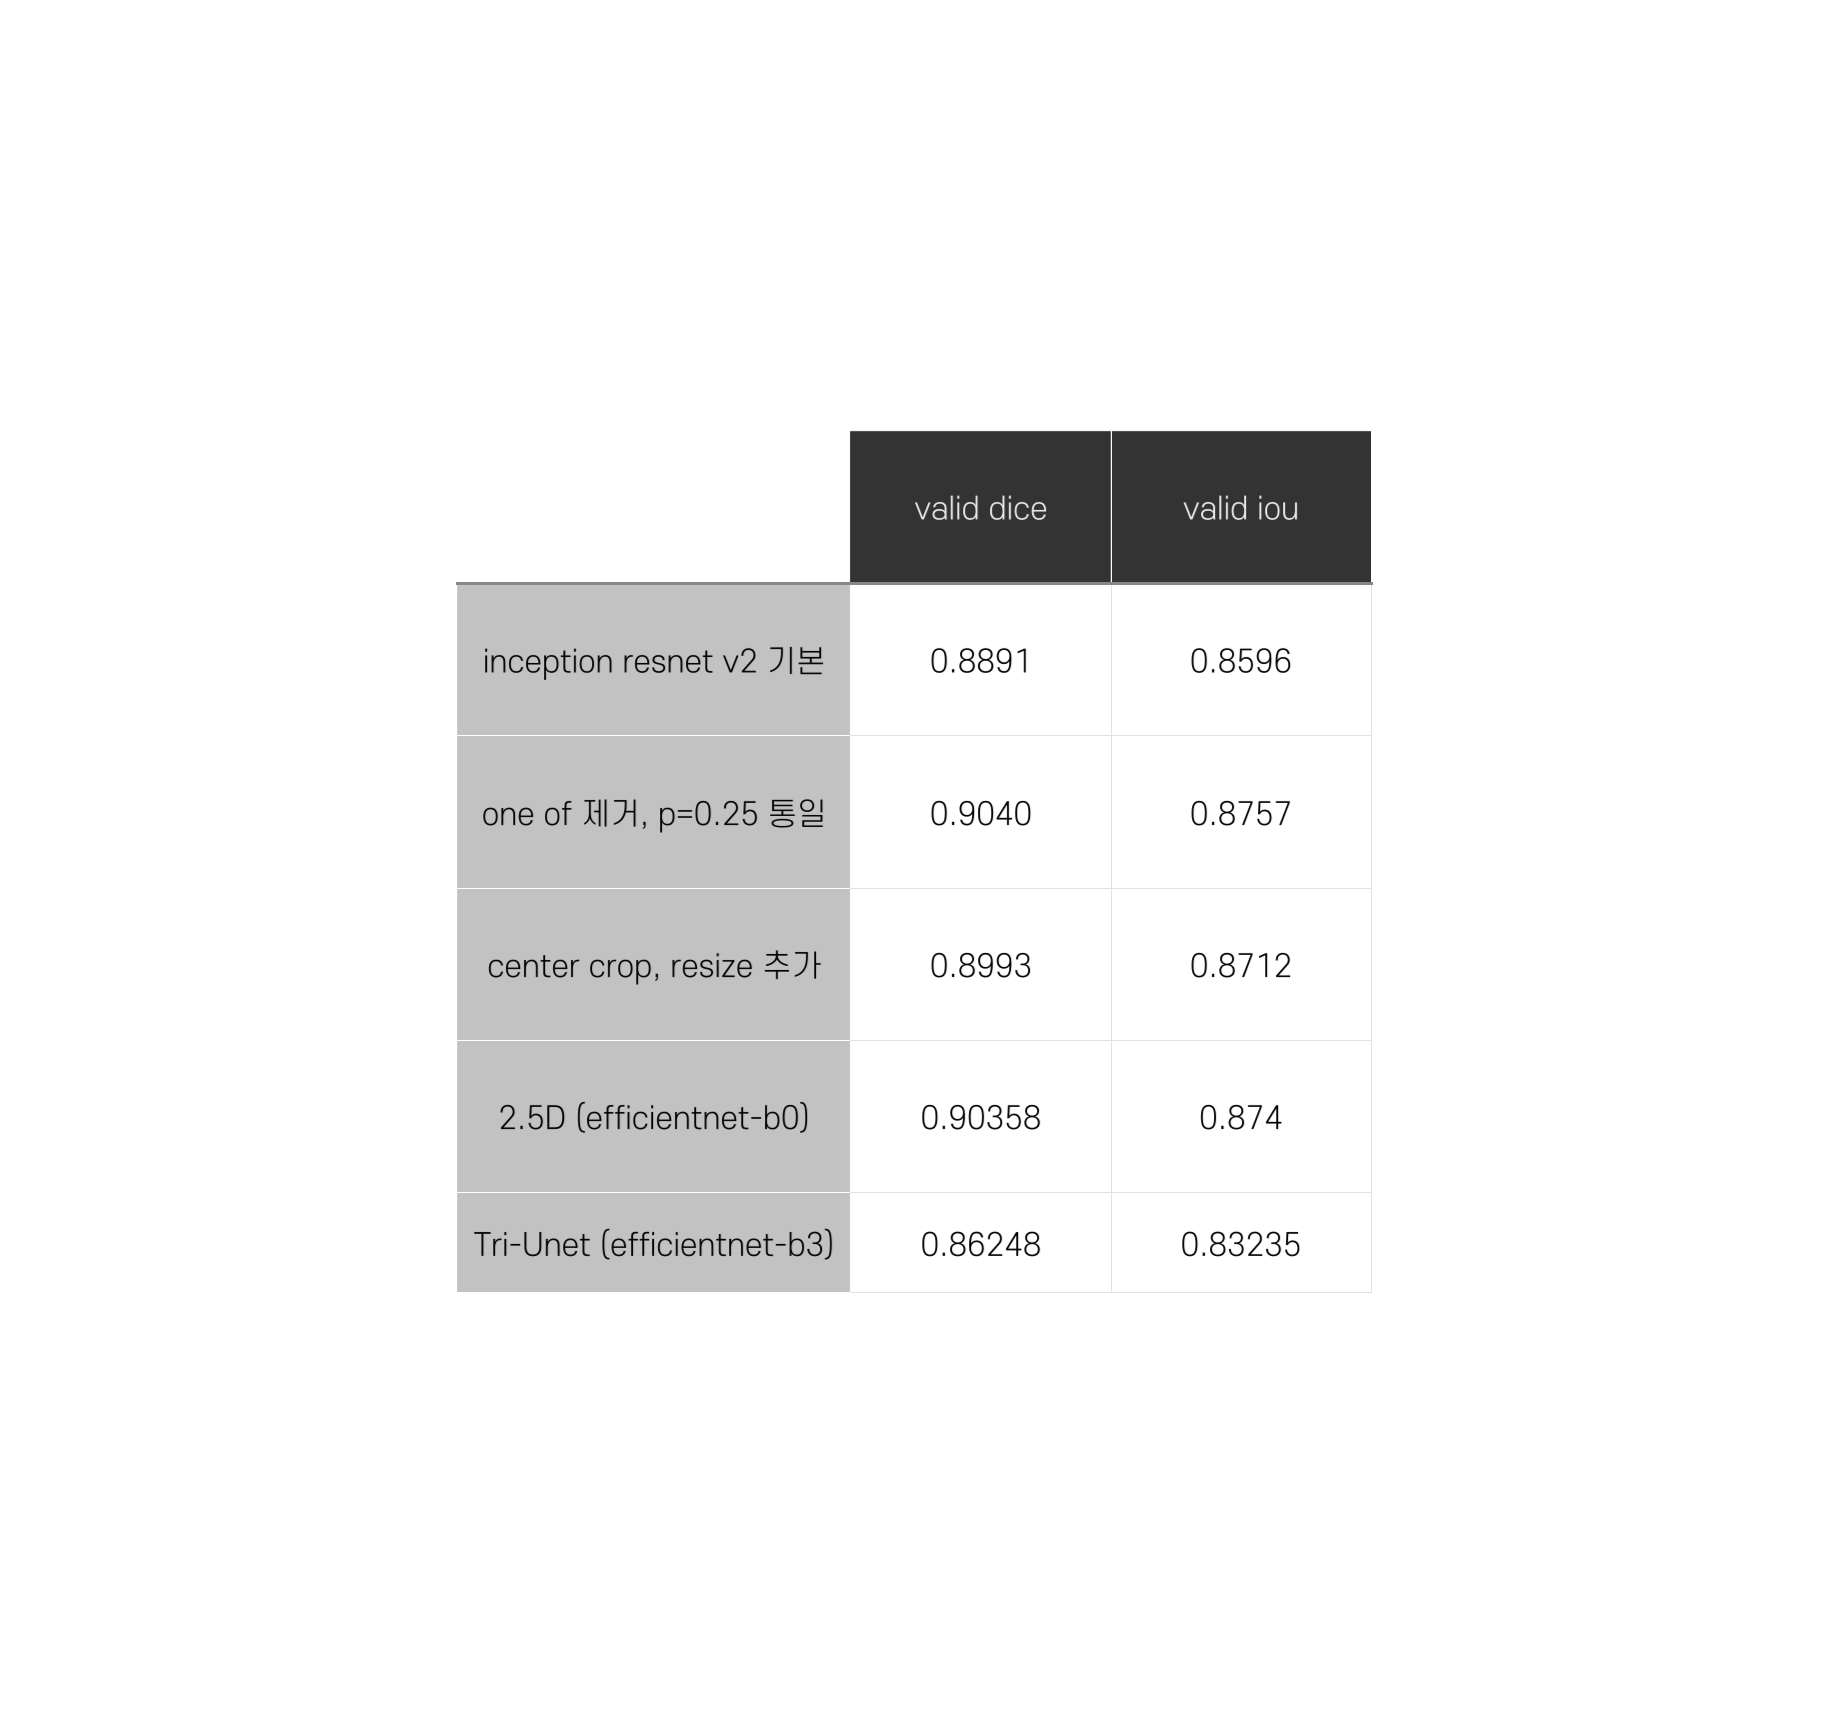 valid dice valid iou
inception resnet v2 기본 0.8891 0.8596
one of 제거, p=0.25 통일 0.9040 0.8757
center crop, resize 추가 0.8993 0.8712
2.5D (efficientnet-b0) 0.90358 0.874
Tri-Unet (efficientnet-b3) 0.86248 0.83235